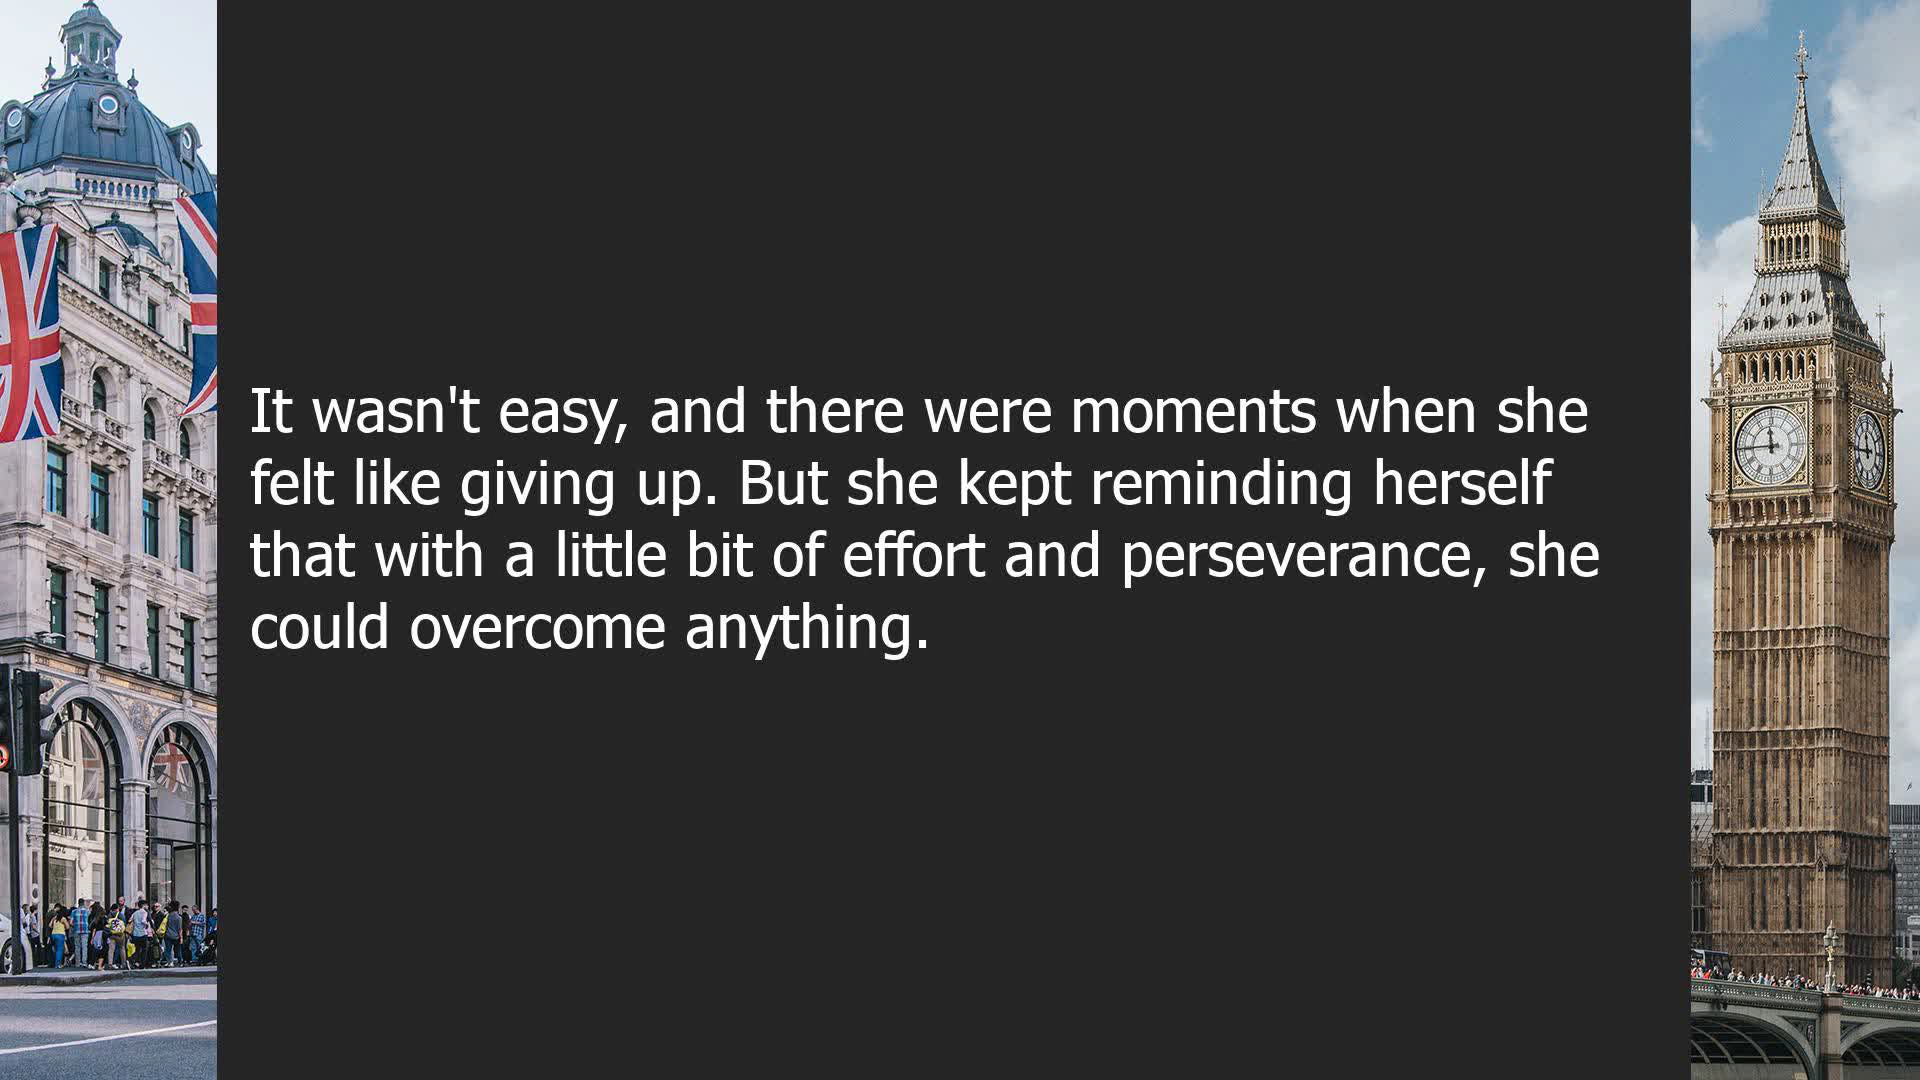 It wasn't easy, and there were moments when she
felt like giving up. But she kept reminding herself
that with a little bit of effort and perseverance, she
could overcome anything.